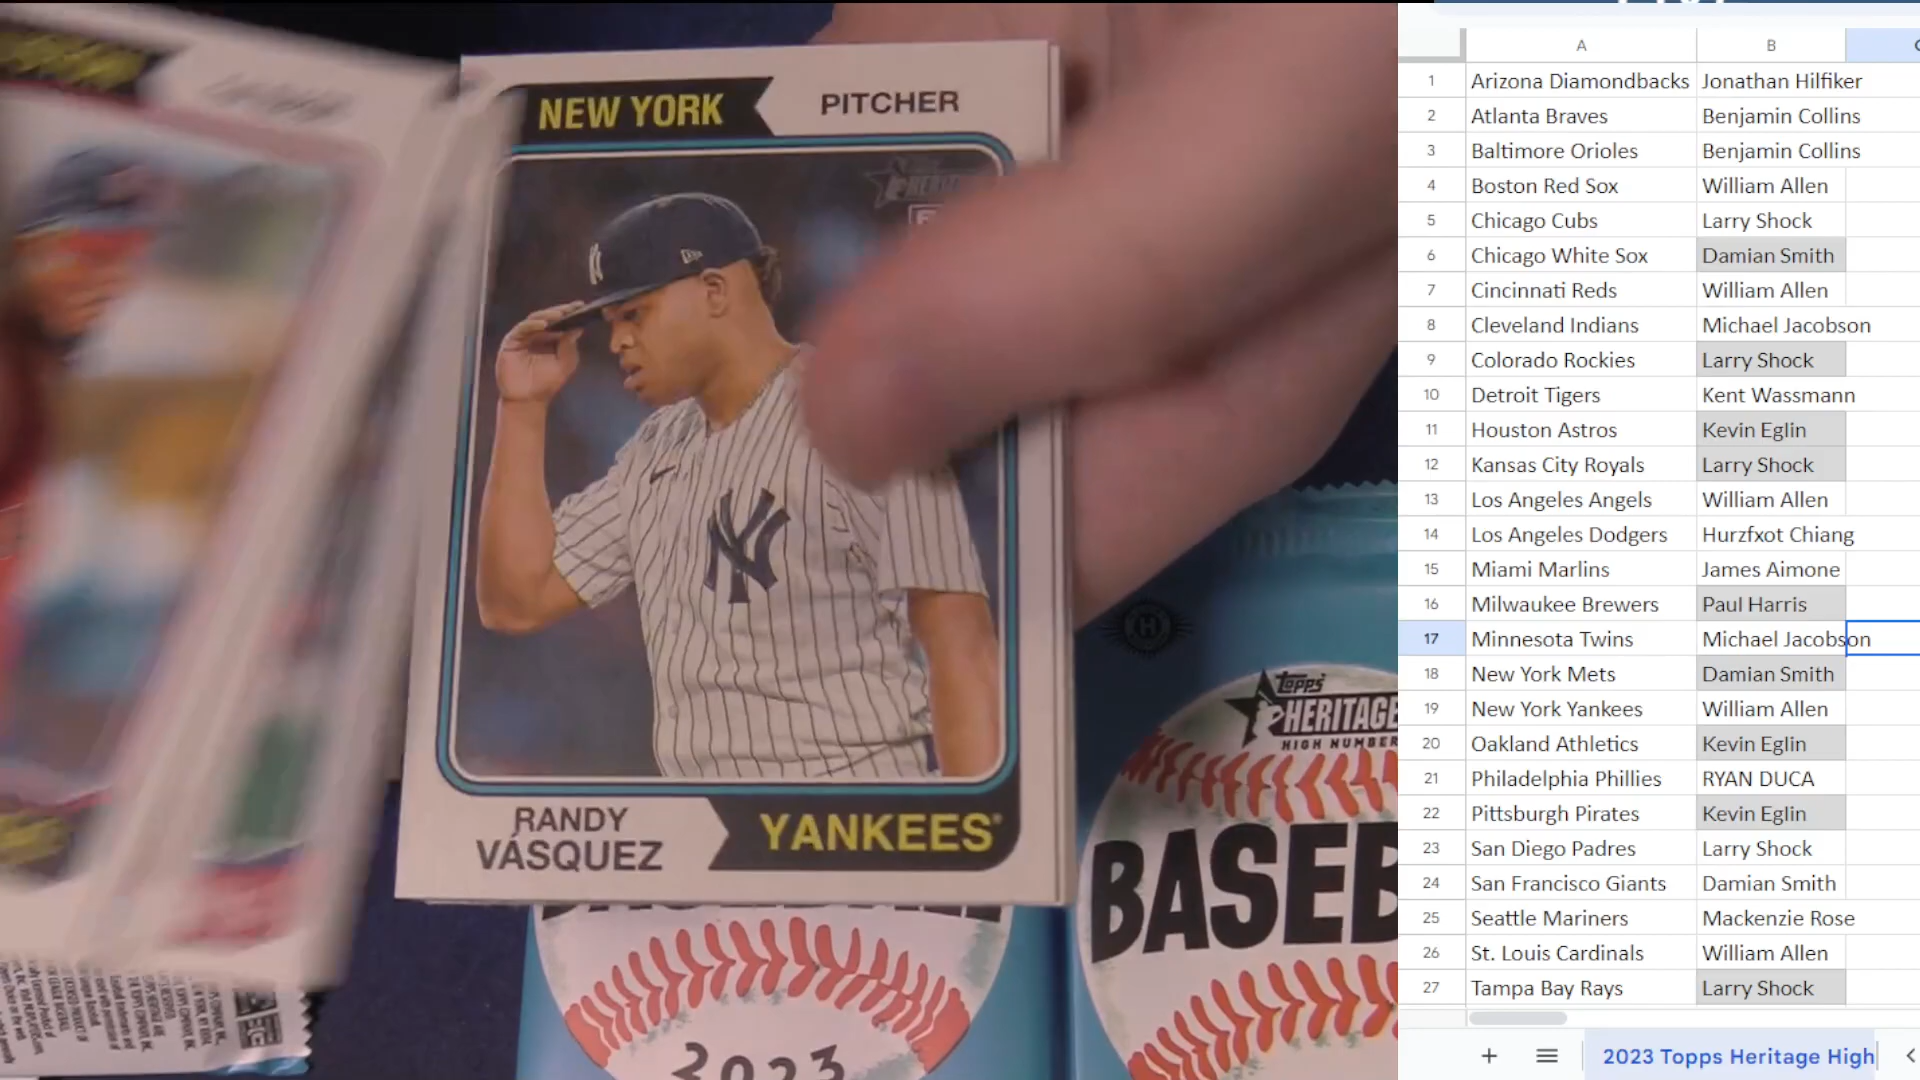 NEW YORK
PITCHER
TOPPS
HERITAGE
RANDY
VÁSQUEZ
YANKEES
2023
TOPPS
HERITAGE
HIGH NUMBER
BASEB
A
B
1 Arizona Diamondbacks Jonathan Hilfiker
2 Atlanta Braves Benjamin Collins
3 Baltimore Orioles Benjamin Collins
4 Boston Red Sox William Allen
5 Chicago Cubs Larry Shock
6 Chicago White Sox Damian Smith
7 Cincinnati Reds William Allen
8 Cleveland Indians Michael Jacobson
9 Colorado Rockies Larry Shock
10 Detroit Tigers Kent Wassmann
11 Houston Astros Kevin Eglin
12 Kansas City Royals Larry Shock
13 Los Angeles Angels William Allen
14 Los Angeles Dodgers Hurzfxot Chiang
15 Miami Marlins James Aimone
16 Milwaukee Brewers Paul Harris
17 Minnesota Twins Michael Jacobson
18 New York Mets Damian Smith
19 New York Yankees William Allen
20 Oakland Athletics Kevin Eglin
21 Philadelphia Phillies RYAN DUCA
22 Pittsburgh Pirates Kevin Eglin
23 San Diego Padres Larry Shock
24 San Francisco Giants Damian Smith
25 Seattle Mariners Mackenzie Rose
26 St. Louis Cardinals William Allen
27 Tampa Bay Rays Larry Shock
2023 Topps Heritage High